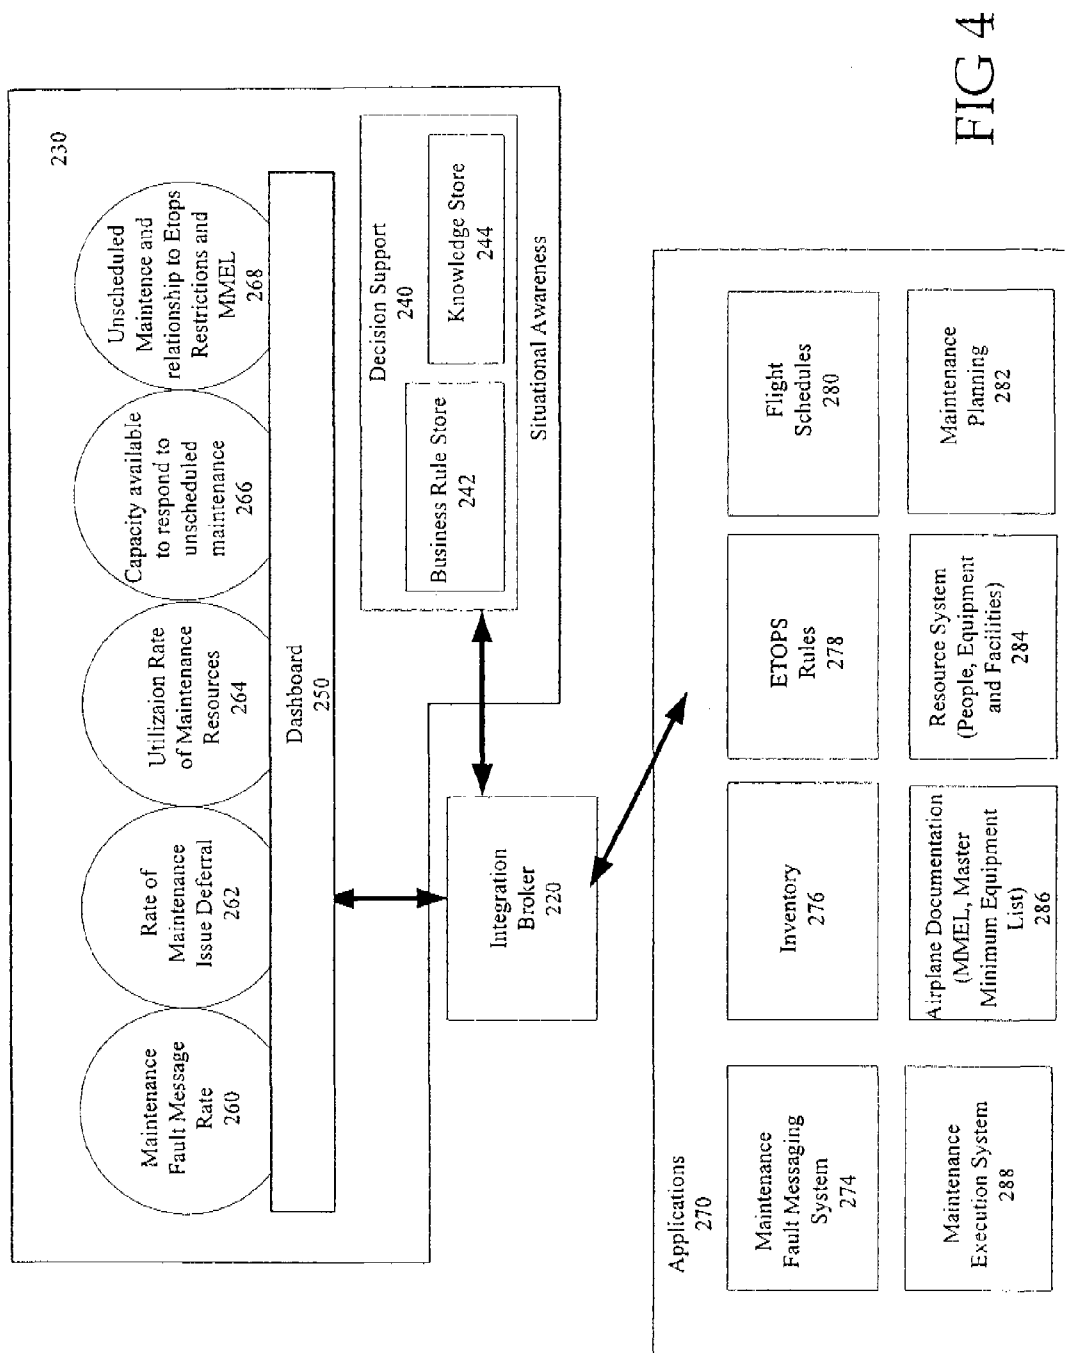 230
Maintenance
Fault Message
Rate
260
Rate of
Maintenance
Issue Deferral
262
Utilizaion Rate
of Maintenance
Resources
264
Capacity available
to respond to
unscheduled
maintenance
266
Unscheduled
Maintence and
relationship to Etops
Restrictions and
MMEL
268
Dashboard
250
Decision Support
240
Business Rule Store
242
Knowledge Store
244
Situational Awareness
Integration
Broker
220
Applications
270
Maintenance
Fault Messaging
System
274
Inventory
276
ETOPS
Rules
278
Flight
Schedules
280
Maintenance
Execution System
288
Airplane Documentation
(MMEL, Master
Minimum Equipment
List)
286
Resource System
(People, Equipment
and Facilities)
284
Maintenance
Planning
282
FIG 4